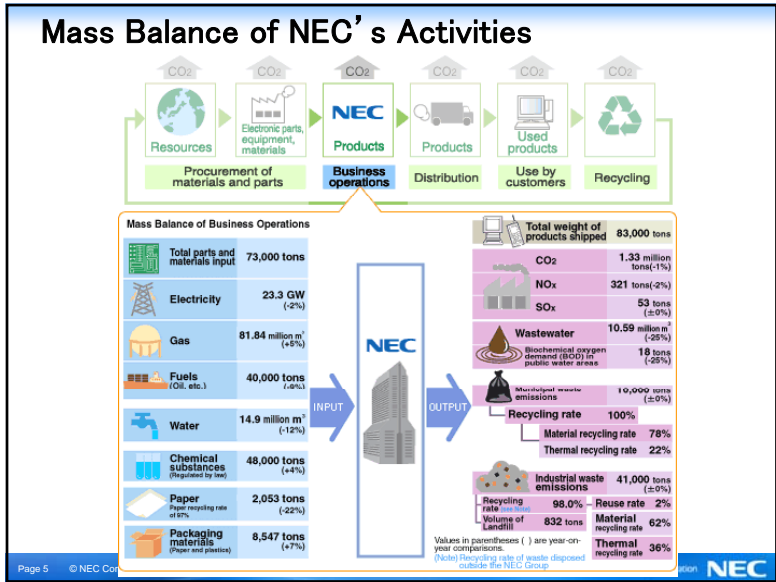 Mass Balance of NEC's Activities
CO2 CO2 CO2 CO2 CO2 CO2
Resources
Electronic parts,
equipment,
materials
NEC
Products
Products
Used
products
Procurement of
materials and parts
Business
operations
Distribution
Use by
customers
Recycling
Mass Balance of Business Operations
Total parts and
materials input
73,000 tons
Electricity
23.3 GW
(-2%)
Gas
81.84 million m³
(+5%)
Fuels
(Oil, etc.)
40,000 tons
Water
14.9 million m³
(-12%)
Chemical
substances
(Regulated by law)
48,000 tons
(+4%)
Paper
Paper recycling rate
of 97%
2,053 tons
(-22%)
Packaging
materials
(Paper and plastics)
8,547 tons
(+7%)
INPUT
NEC
OUTPUT
Total weight of
products shipped
83,000 tons
CO2
1.33 million
tons(-1%)
NOx
321 tons(-2%)
SOx
53 tons
(±0%)
Wastewater
10.59 million m³
(-25%)
Biochemical oxygen
demand (BOD) in
public water areas
18 tons
(-25%)
Municipal waste
emissions
(±0%)
Recycling rate 100%
Material recycling rate 78%
Thermal recycling rate 22%
Industrial waste
emissions
41,000 tons
(±0%)
Recycling
rate (see Note)
98.0%
Reuse rate 2%
Volume of
Landfill
832 tons
Material
recycling rate 62%
Thermal
recycling rate 36%
Values in parentheses ( ) are year-on-
year comparisons.
(Note) Recycling rate of waste disposed
outside the NEC Group
Page 5 © NEC
NEC